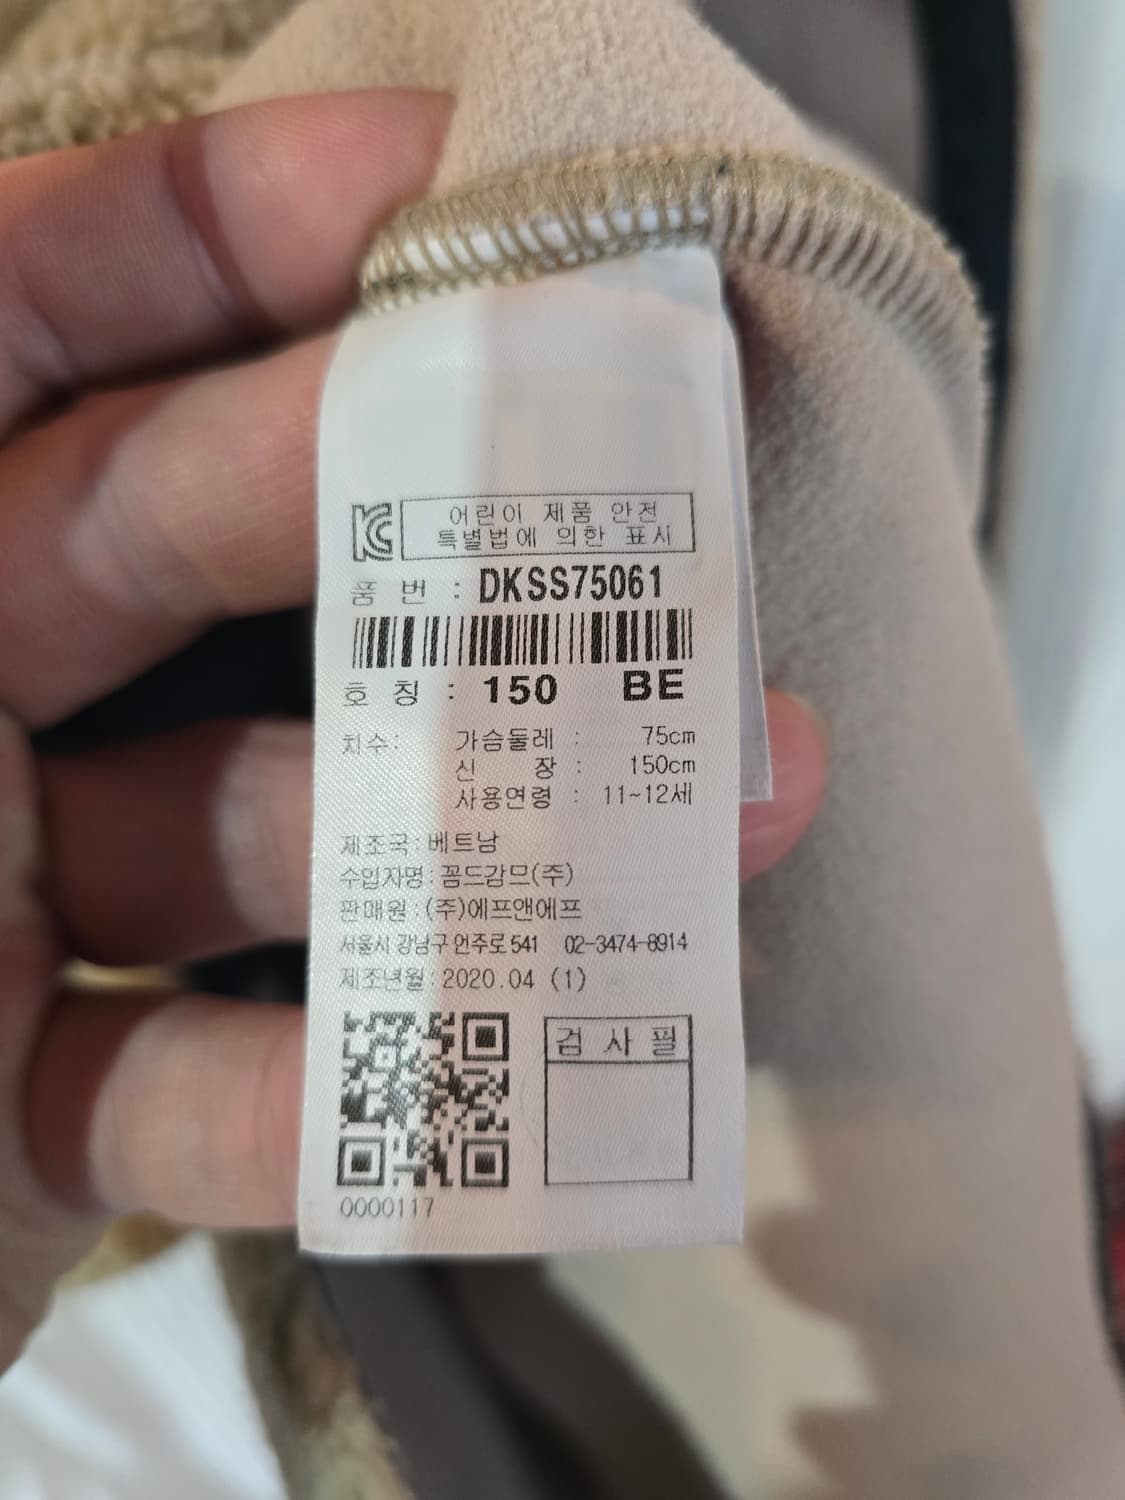 KC 어린이 제품 안전
특별법에 의한 표시
품 번 : DKSS75061
호 칭 : 150 BE
치수: 가슴둘레 : 75cm
신 장 : 150cm
사용연령 : 11~12세
제조국: 베트남
수입자명: 꼼드감므(주)
판매원: (주)에프앤에프
서울시 강남구 언주로 541 02-3474-8914
제조년월: 2020.04 (1)
검 사 필
0000117